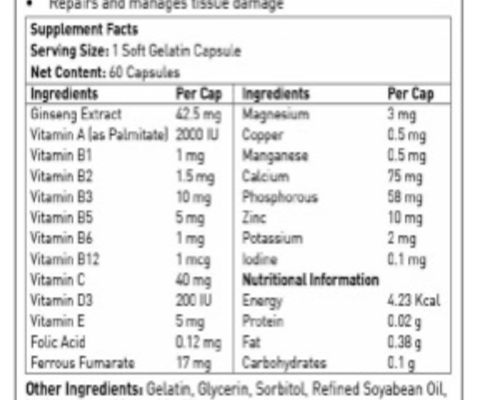 • Repairs and manages tissue damage
Supplement Facts
Serving Size: 1 Soft Gelatin Capsule
Net Content: 60 Capsules
Ingredients Per Cap Ingredients Per Cap
Ginseng Extract 42.5 mg Magnesium 3 mg
Vitamin A (as Palmitate) 2000 IU Copper 0.5 mg
Vitamin B1 1 mg Manganese 0.5 mg
Vitamin B2 1.5 mg Calcium 75 mg
Vitamin B3 10 mg Phosphorous 58 mg
Vitamin B5 5 mg Zinc 10 mg
Vitamin B6 1 mg Potassium 2 mg
Vitamin B12 1 mcg Iodine 0.1 mg
Vitamin C 40 mg Nutritional Information
Vitamin D3 200 IU Energy 4.23 Kcal
Vitamin E 5 mg Protein 0.02 g
Folic Acid 0.12 mg Fat 0.38 g
Ferrous Fumarate 17 mg Carbohydrates 0.1 g
Other Ingredients: Gelatin, Glycerin, Sorbitol, Refined Soyabean Oil,